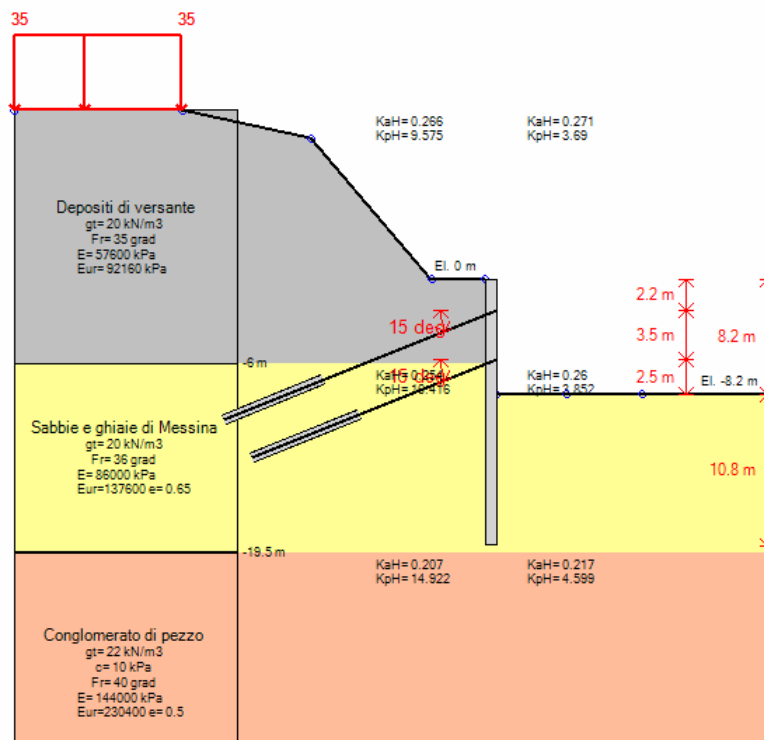 35
35
KaH= 0.266
KpH= 9.575
KaH= 0.271
KpH= 3.69
Depositi di versante
gt= 20 kN/m3
Fr= 35 grad
E= 57600 kPa
Eur= 92160 kPa
El. 0 m
2.2 m
15 deg
3.5 m
8.2 m
-6 m
KaH= 0.254
15 deg
KaH= 0.26
KpH= 3.852
2.5 m
El. -8.2 m
Sabbie e ghiaie di Messina
gt= 20 kN/m3
Fr= 36 grad
E= 86000 kPa
Eur=137600 e= 0.65
10.8 m
-19.5 m
KaH= 0.207
KpH= 14.922
KaH= 0.217
KpH= 4.599
Conglomerato di pezzo
gt= 22 kN/m3
c= 10 kPa
Fr= 40 grad
E= 144000 kPa
Eur=230400 e= 0.5